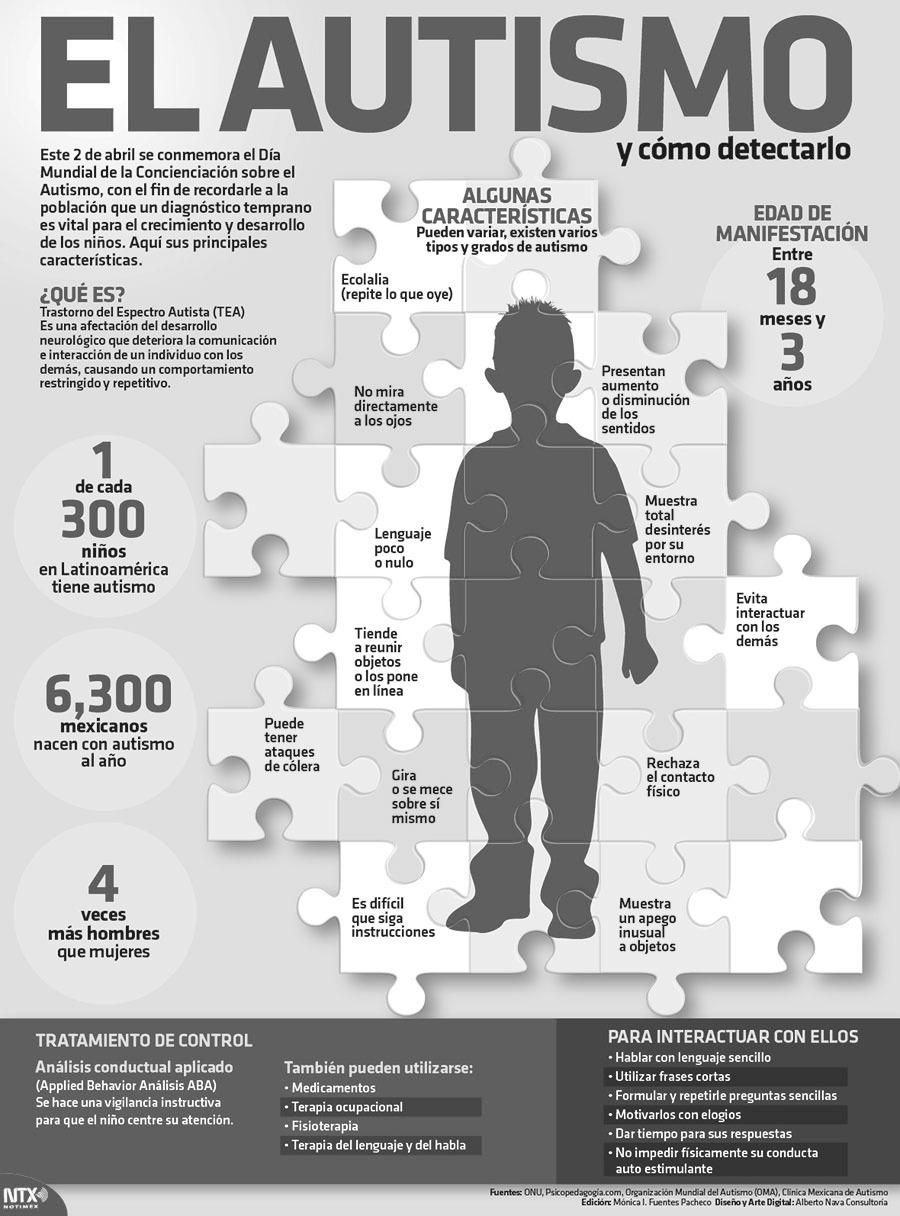 EL AUTISMO
y cómo detectarlo
Este 2 de abril se conmemora el Día
Mundial de la Concienciación sobre el
Autismo, con el fin de recordarle a la
población que un diagnóstico temprano
es vital para el crecimiento y desarrollo
de los niños. Aquí sus principales
características.
¿QUÉ ES?
Trastorno del Espectro Autista (TEA)
Es una afectación del desarrollo
neurológico que deteriora la comunicación
e interacción de un individuo con los
demás, causando un comportamiento
restringido y repetitivo.
1
de cada
300
niños
en Latinoamérica
tiene autismo
6,300
mexicanos
nacen con autismo
al año
4
veces
más hombres
que mujeres
ALGUNAS
CARACTERÍSTICAS
Pueden variar, existen varios
tipos y grados de autismo
Ecolalia
(repite lo que oye)
No mira
directamente
a los ojos
Lenguaje
poco
o nulo
Tiende
a reunir
objetos
o los pone
en línea
Puede
tener
ataques
de cólera
Gira
o se mece
sobre sí
mismo
Es difícil
que siga
instrucciones
Presentan
aumento
o disminución
de los
sentidos
Muestra
total
desinterés
por su
entorno
Evita
interactuar
con los
demás
Rechaza
el contacto
físico
Muestra
un apego
inusual
a objetos
EDAD DE
MANIFESTACIÓN
Entre
18
meses y
3
años
TRATAMIENTO DE CONTROL
Análisis conductual aplicado
(Applied Behavior Análisis ABA)
Se hace una vigilancia instructiva
para que el niño centre su atención.
También pueden utilizarse:
• Medicamentos
• Terapia ocupacional
• Fisioterapia
• Terapia del lenguaje y del habla
PARA INTERACTUAR CON ELLOS
• Hablar con lenguaje sencillo
• Utilizar frases cortas
• Formular y repetirle preguntas sencillas
• Motivarlos con elogios
• Dar tiempo para sus respuestas
• No impedir físicamente su conducta
auto estimulante
NTX
NOTIMEX
Fuentes: ONU, Psicopedagogía.com, Organización Mundial del Autismo (OMA), Clínica Mexicana de Autismo
Edición: Mónica I. Fuentes Pacheco Diseño y Arte Digital: Alberto Nava Consultoría